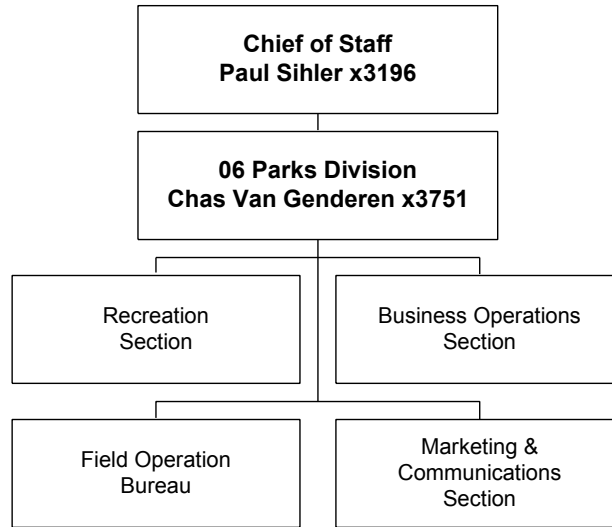 Chief of Staff
Paul Sihler x3196
06 Parks Division
Chas Van Genderen x3751
Recreation
Section
Business Operations
Section
Field Operation
Bureau
Marketing &
Communications
Section